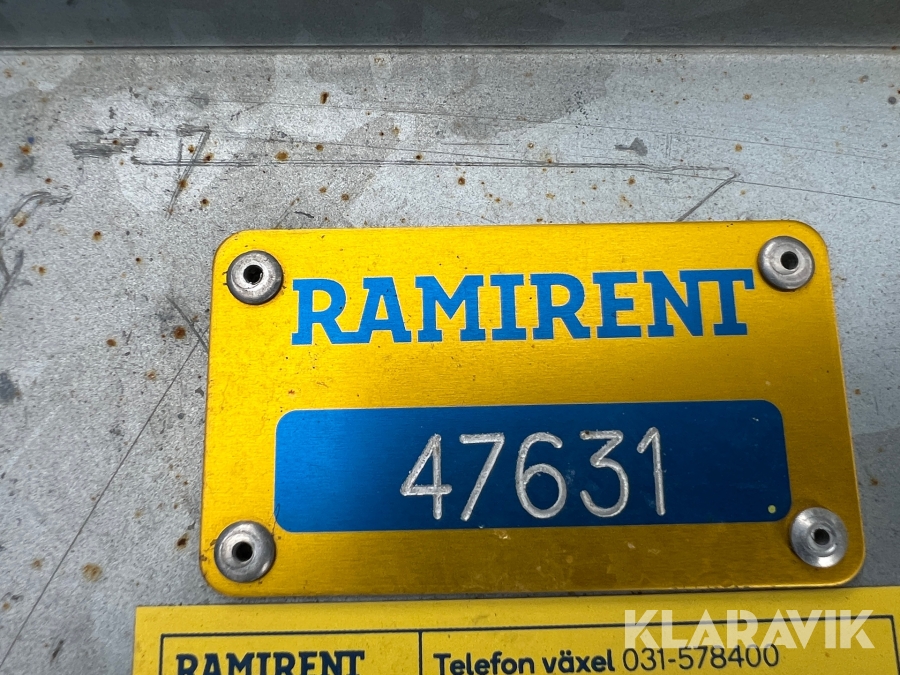 RAMIRENT
47631
RAMIRENT
Telefon växel 031-578400
KLARAVIK